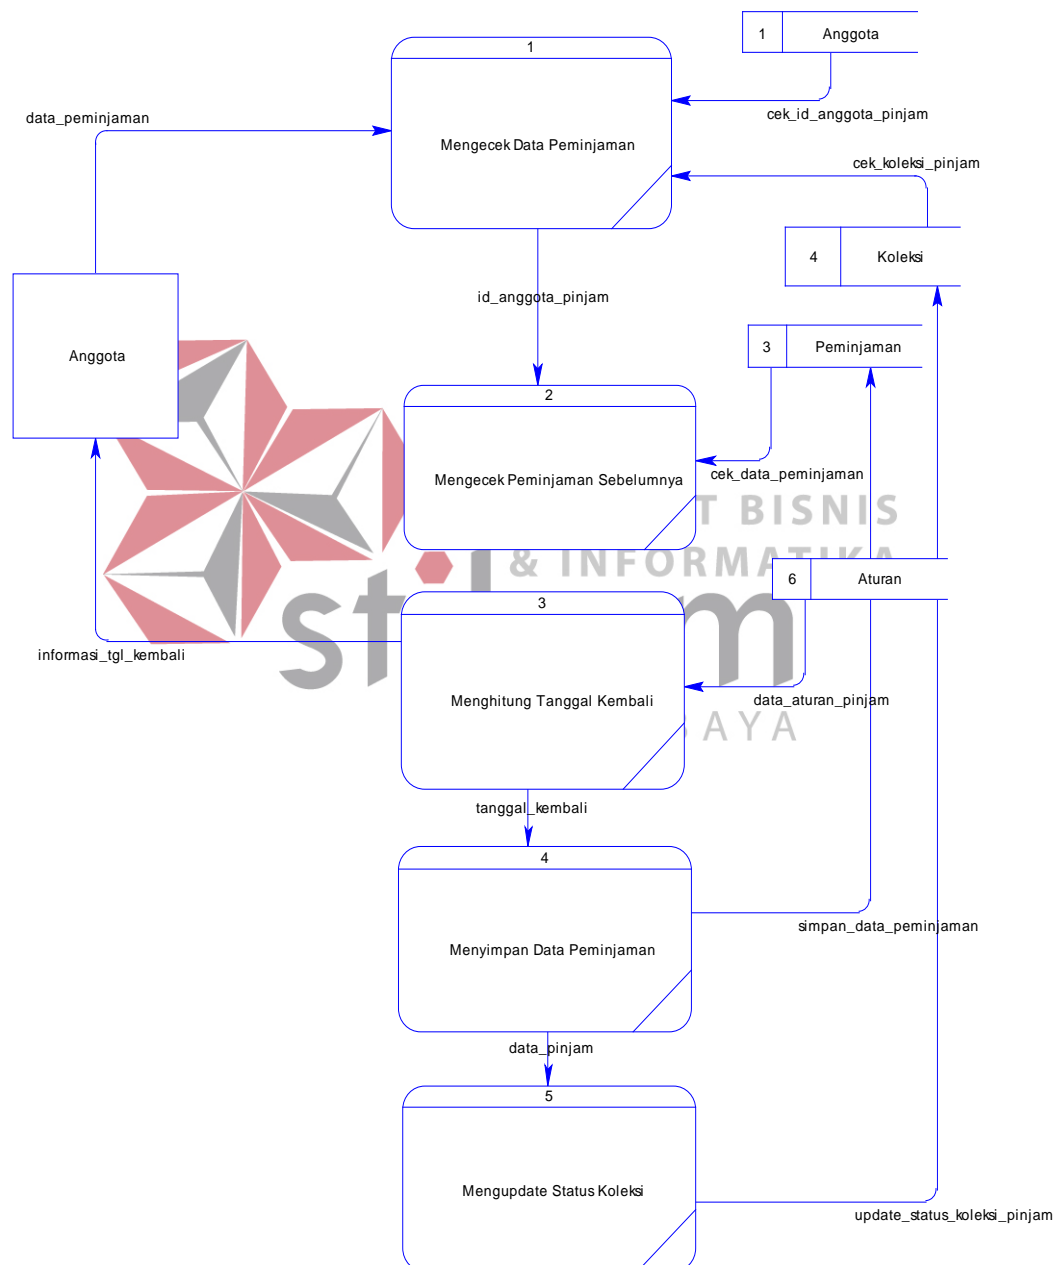 1 Anggota
1
data_peminjaman
cek_id_anggota_pinjam
Mengecek Data Peminjaman
cek_koleksi_pinjam
4 Koleksi
id_anggota_pinjam
3 Peminjaman
Anggota
2
cek_data_peminjaman
Mengecek Peminjaman Sebelumnya
T BISNIS
& INFORMATIKA
6 Aturan
3
informasi_tgl_kembali
Menghitung Tanggal Kembali
data_aturan_pinjam
AYA
tanggal_kembali
4
simpan_data_peminjaman
Menyimpan Data Peminjaman
data_pinjam
5
Mengupdate Status Koleksi
update_status_koleksi_pinjam